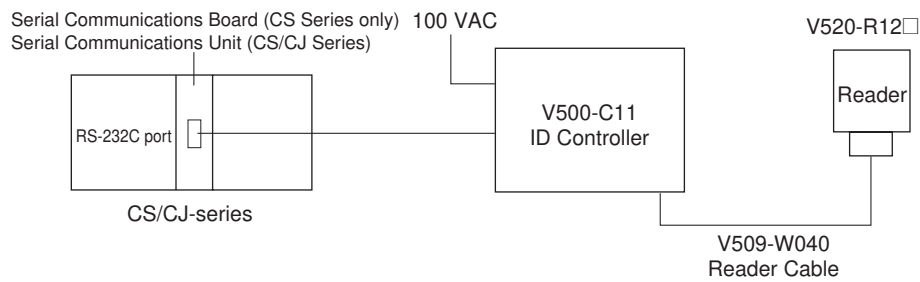 Serial Communications Board (CS Series only)
Serial Communications Unit (CS/CJ Series)
100 VAC
V520-R12□
RS-232C port
V500-C11
ID Controller
Reader
CS/CJ-series
V509-W040
Reader Cable